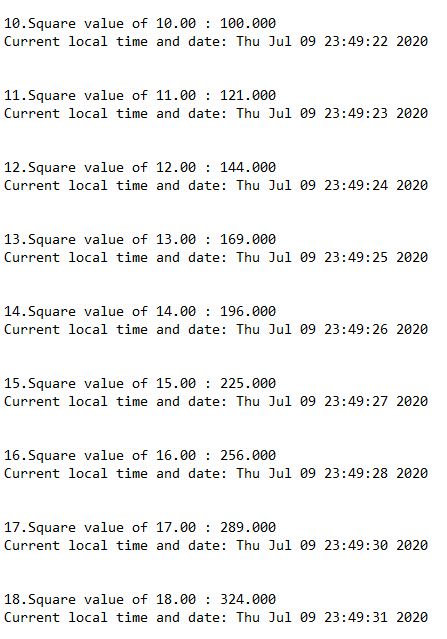 10.Square value of 10.00 : 100.000
Current local time and date: Thu Jul 09 23:49:22 2020
11.Square value of 11.00 : 121.000
Current local time and date: Thu Jul 09 23:49:23 2020
12.Square value of 12.00 : 144.000
Current local time and date: Thu Jul 09 23:49:24 2020
13.Square value of 13.00 : 169.000
Current local time and date: Thu Jul 09 23:49:25 2020
14.Square value of 14.00 : 196.000
Current local time and date: Thu Jul 09 23:49:26 2020
15.Square value of 15.00 : 225.000
Current local time and date: Thu Jul 09 23:49:27 2020
16.Square value of 16.00 : 256.000
Current local time and date: Thu Jul 09 23:49:28 2020
17.Square value of 17.00 : 289.000
Current local time and date: Thu Jul 09 23:49:30 2020
18.Square value of 18.00 : 324.000
Current local time and date: Thu Jul 09 23:49:31 2020